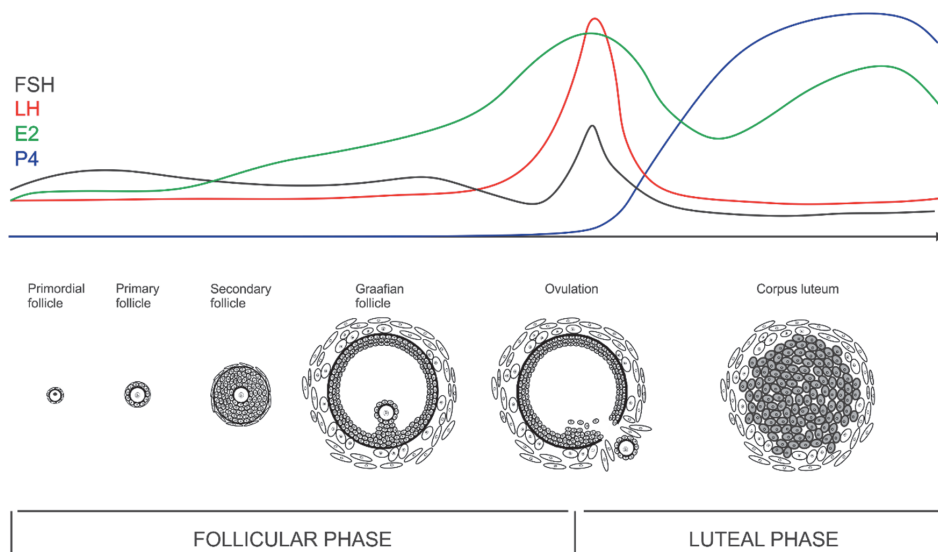 FSH
LH
E2
P4
Primordial
follicle
Primary
follicle
Secondary
follicle
Graafian
follicle
Ovulation
Corpus luteum
FOLLICULAR PHASE
LUTEAL PHASE